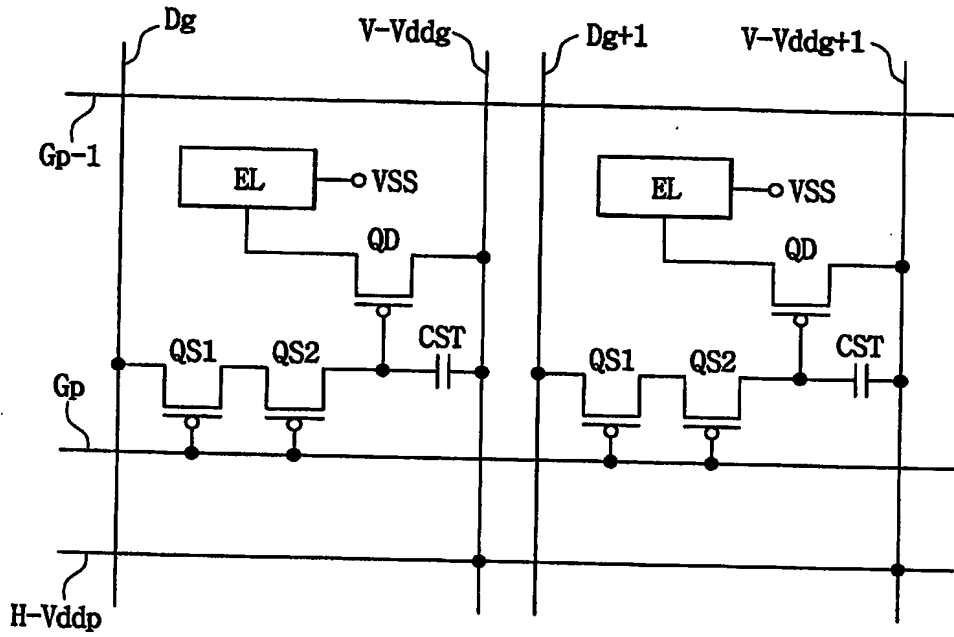 Dg
V-Vddg
Dg+1
V-Vddg+1
Gp-1
EL
VSS
EL
VSS
QD
QD
CST
CST
QS1
QS2
QS1
QS2
Gp
H-Vddp